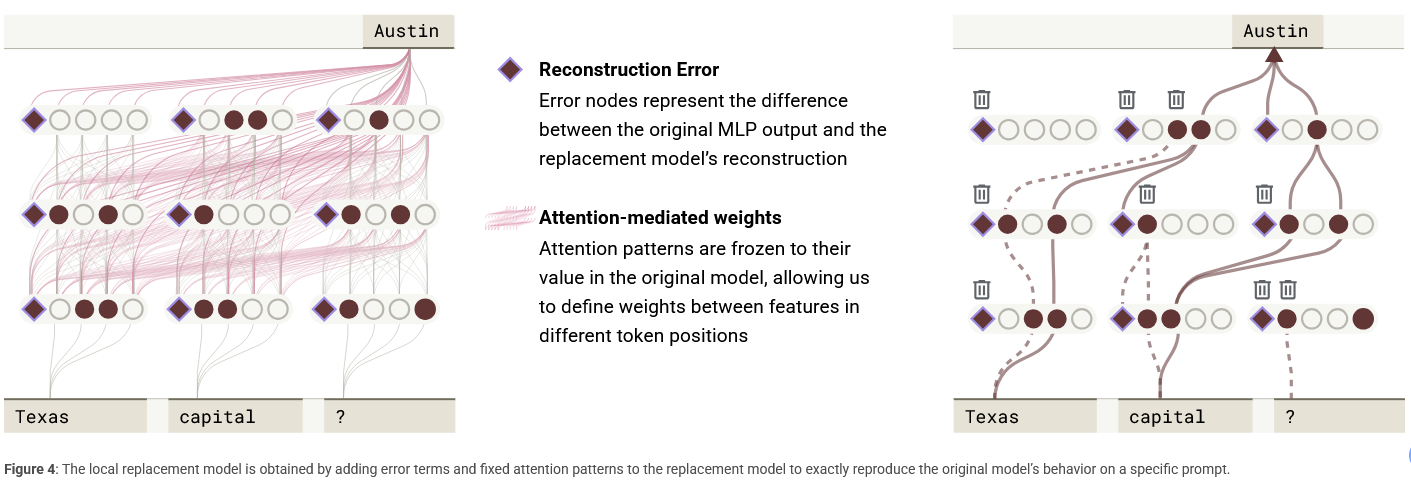 Austin
Texas
capital
?
Reconstruction Error
Error nodes represent the difference
between the original MLP output and the
replacement model's reconstruction
Attention-mediated weights
Attention patterns are frozen to their
value in the original model, allowing us
to define weights between features in
different token positions
Austin
Texas
capital
?
Figure 4: The local replacement model is obtained by adding error terms and fixed attention patterns to the replacement model to exactly reproduce the original model's behavior on a specific prompt.